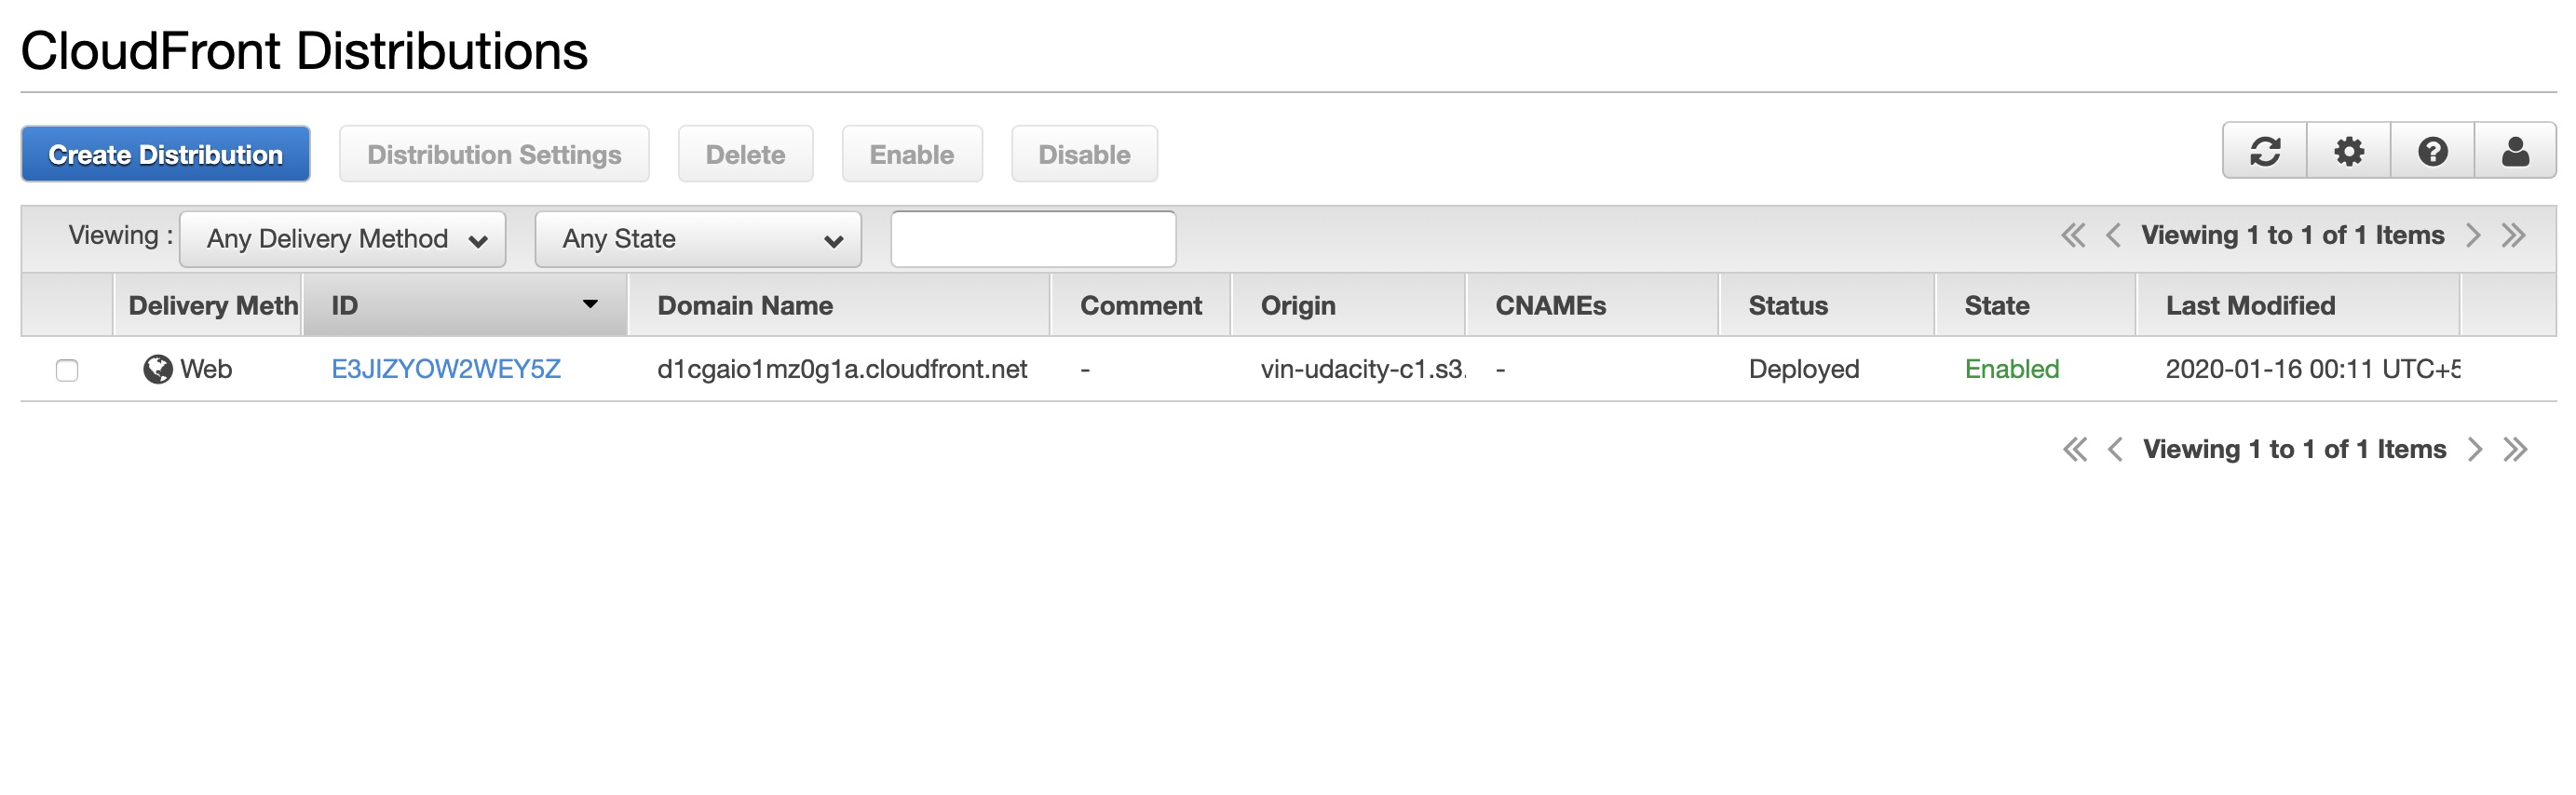 CloudFront Distributions
Create Distribution Distribution Settings Delete Enable Disable
Viewing : Any Delivery Method Any State Viewing 1 to 1 of 1 Items
Delivery Meth ID Domain Name Comment Origin CNAMEs Status State Last Modified
Web E3JIZYOW2WEY5Z d1cgaio1mz0g1a.cloudfront.net - vin-udacity-c1.s3. - Deployed Enabled 2020-01-16 00:11 UTC+5
Viewing 1 to 1 of 1 Items